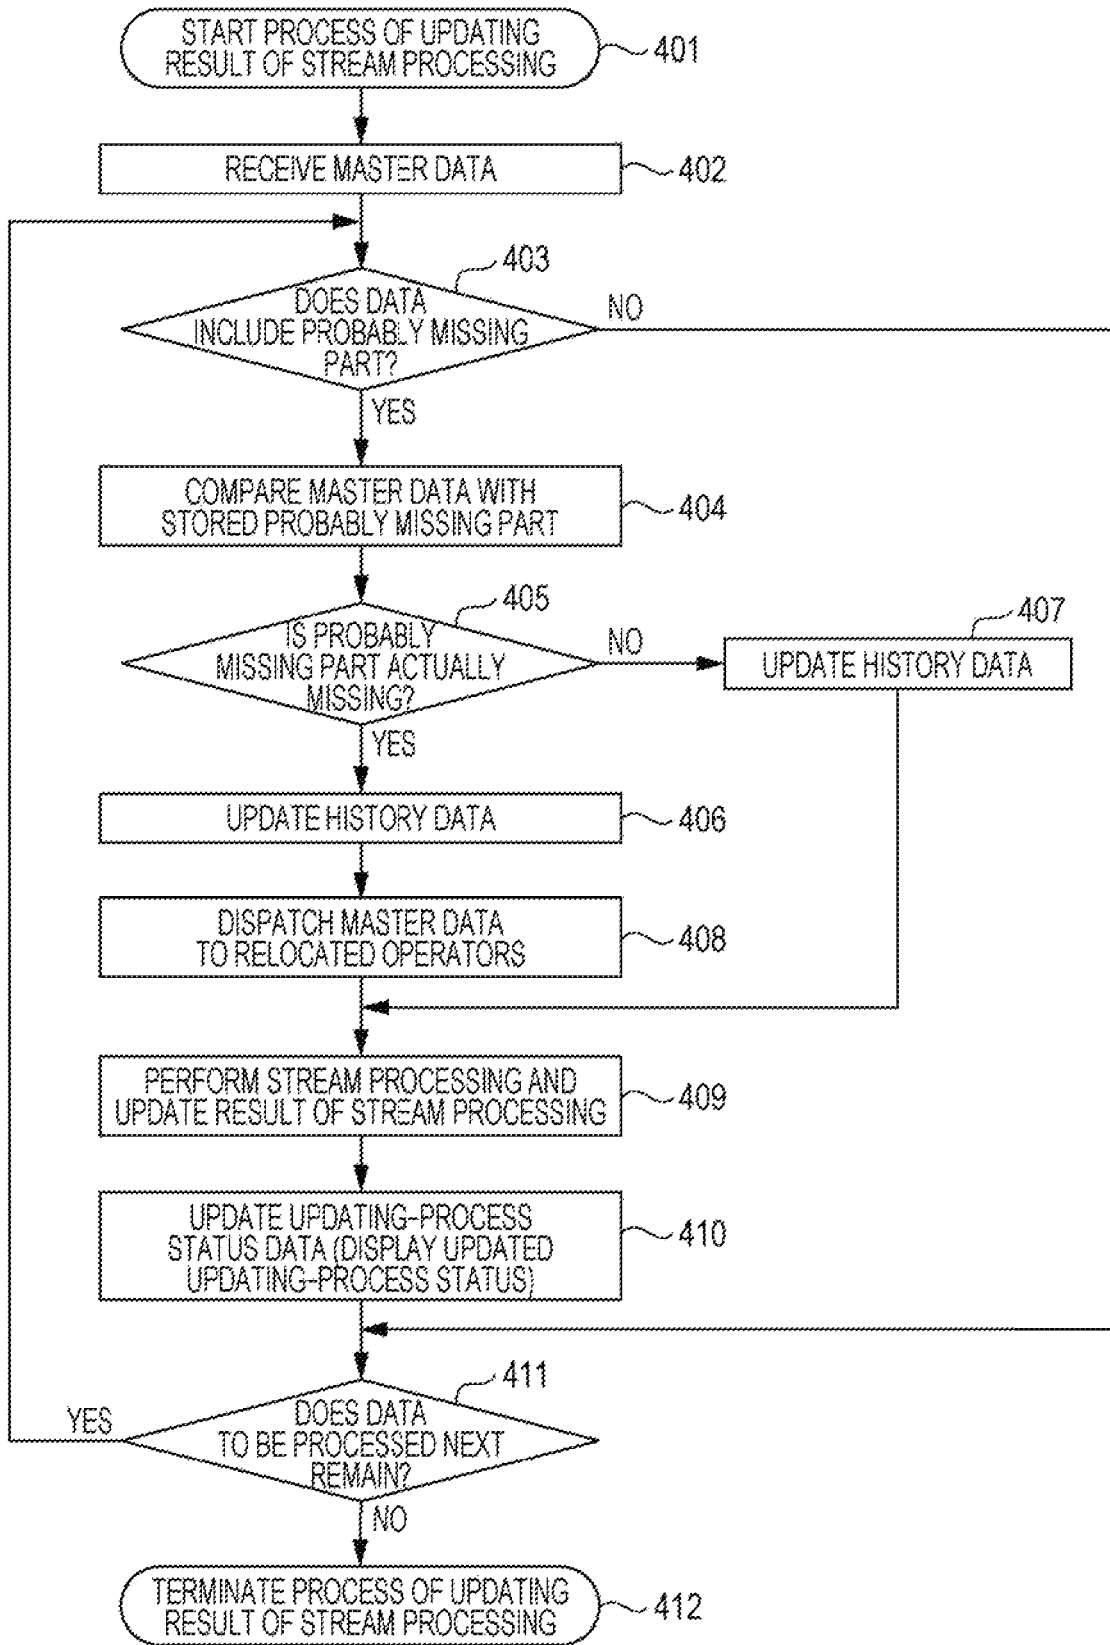 START PROCESS OF UPDATING
RESULT OF STREAM PROCESSING
401
RECEIVE MASTER DATA
402
403
DOES DATA
INCLUDE PROBABLY MISSING
PART?
NO
YES
COMPARE MASTER DATA WITH
STORED PROBABLY MISSING PART
404
405
IS PROBABLY
MISSING PART ACTUALLY
MISSING?
NO
407
UPDATE HISTORY DATA
YES
UPDATE HISTORY DATA
406
DISPATCH MASTER DATA
TO RELOCATED OPERATORS
408
PERFORM STREAM PROCESSING AND
UPDATE RESULT OF STREAM PROCESSING
409
UPDATE UPDATING-PROCESS
STATUS DATA (DISPLAY UPDATED
UPDATING-PROCESS STATUS)
410
411
YES
DOES DATA
TO BE PROCESSED NEXT
REMAIN?
NO
TERMINATE PROCESS OF UPDATING
RESULT OF STREAM PROCESSING
412